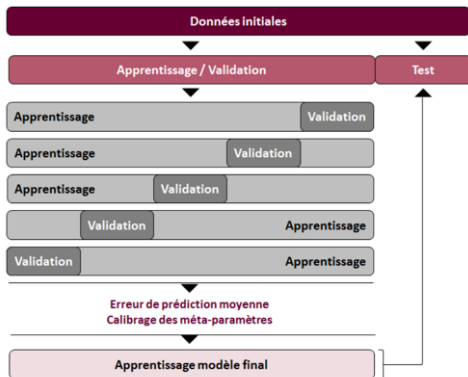 Données initiales
Apprentissage / Validation
Test
Apprentissage
Validation
Apprentissage
Validation
Apprentissage
Validation
Validation
Apprentissage
Validation
Apprentissage
Erreur de prédiction moyenne
Calibrage des méta-paramètres
Apprentissage modèle final